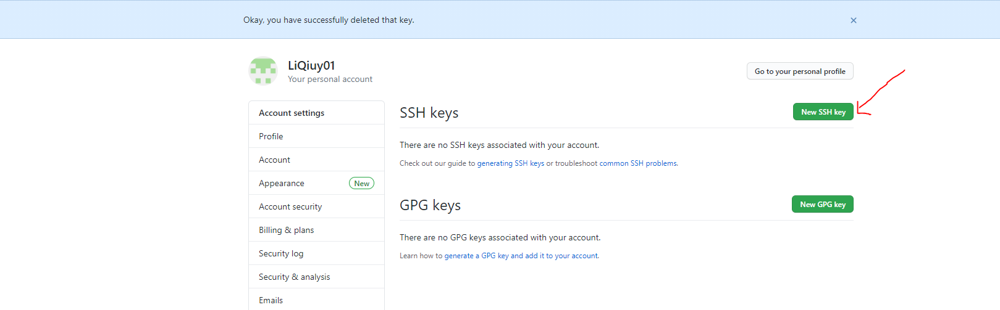 Okay, you have successfully deleted that key.
LiQiuy01
Your personal account
Go to your personal profile
Account settings
Profile
Account
Appearance New
Account security
Billing & plans
Security log
Security & analysis
Emails
SSH keys
New SSH key
There are no SSH keys associated with your account.
Check out our guide to generating SSH keys or troubleshoot common SSH problems.
GPG keys
New GPG key
There are no GPG keys associated with your account.
Learn how to generate a GPG key and add it to your account.